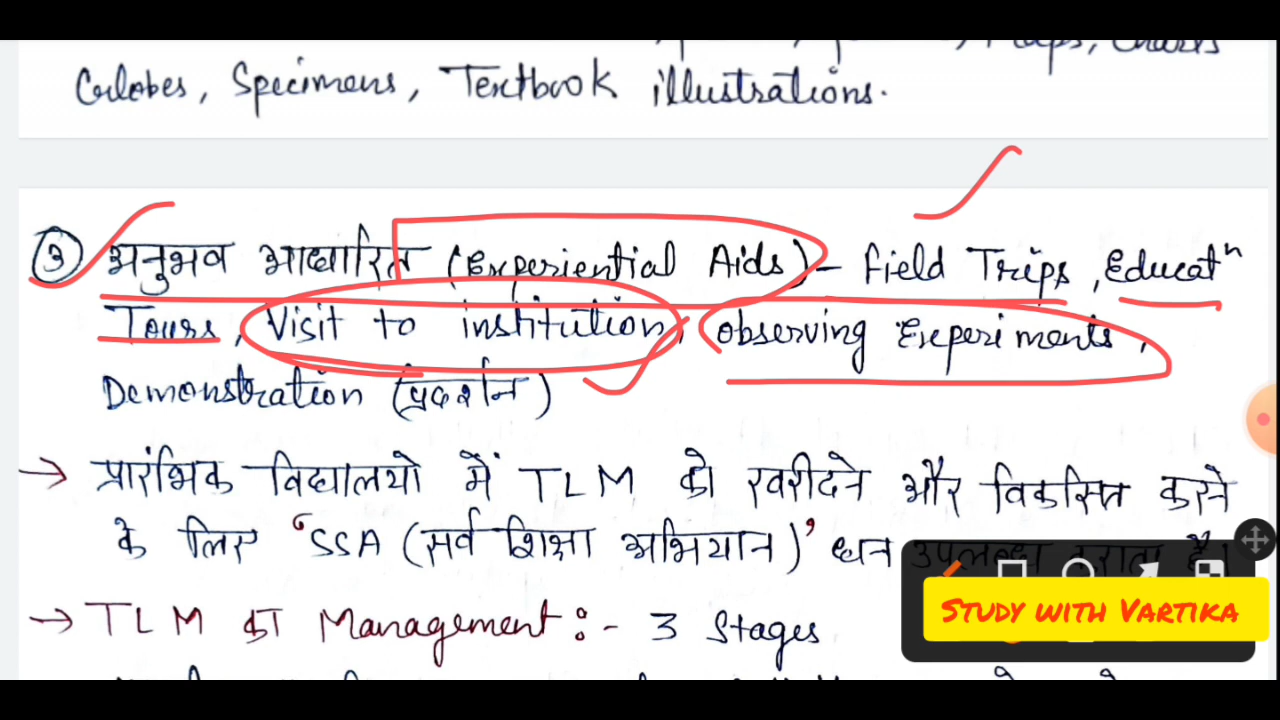 Globes, Specimens, Textbook illustrations.
③ अनुभव आधारित (Experiential Aids) - field Trips, Educatⁿ
Tours, Visit to institution, observing Experiments,
Demonstration (प्रदर्शन)
→ प्रारंभिक विद्यालयो में TLM को खरीदने और विकसित करने
के लिए 'SSA (सर्व शिक्षा अभियान)' धन उपलब्ध कराता है।
→ TLM का Management :- 3 Stages
STUDY WITH VARTIKA